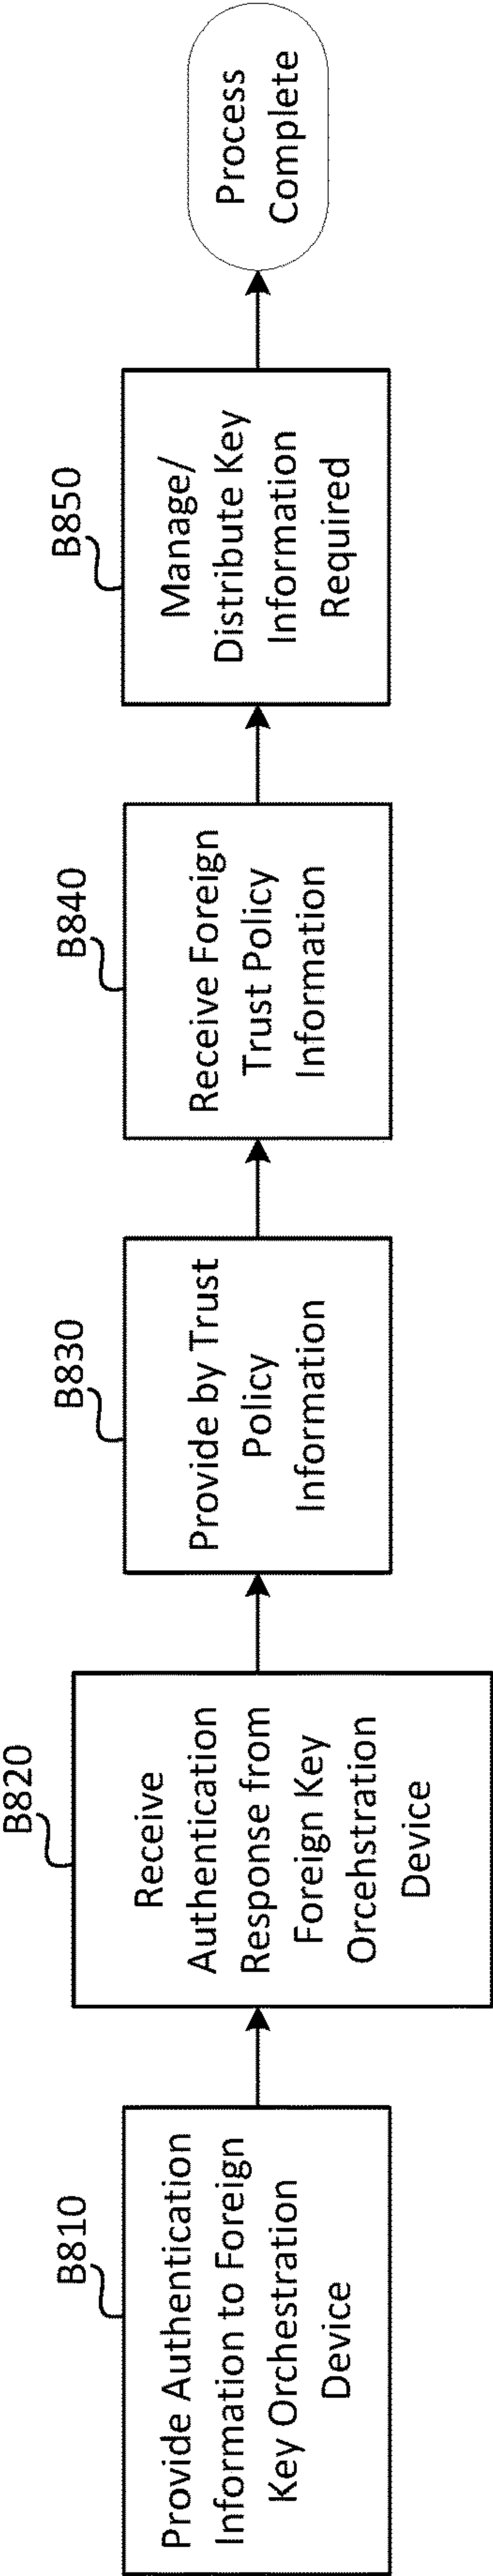 B810
Provide Authentication
Information to Foreign
Key Orchestration
Device
B820
Receive
Authentication
Response from
Foreign Key
Orcehstration
Device
B830
Provide by Trust
Policy
Information
B840
Receive Foreign
Trust Policy
Information
B850
Manage/
Distribute Key
Information
Required
Process
Complete